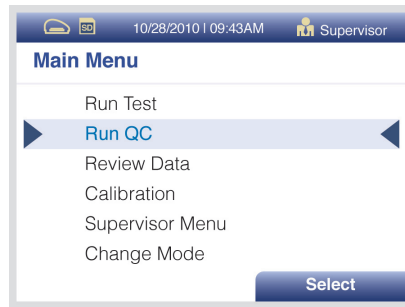 SD 10/28/2010 | 09:43AM Supervisor
Main Menu
Run Test
Run QC
Review Data
Calibration
Supervisor Menu
Change Mode
Select